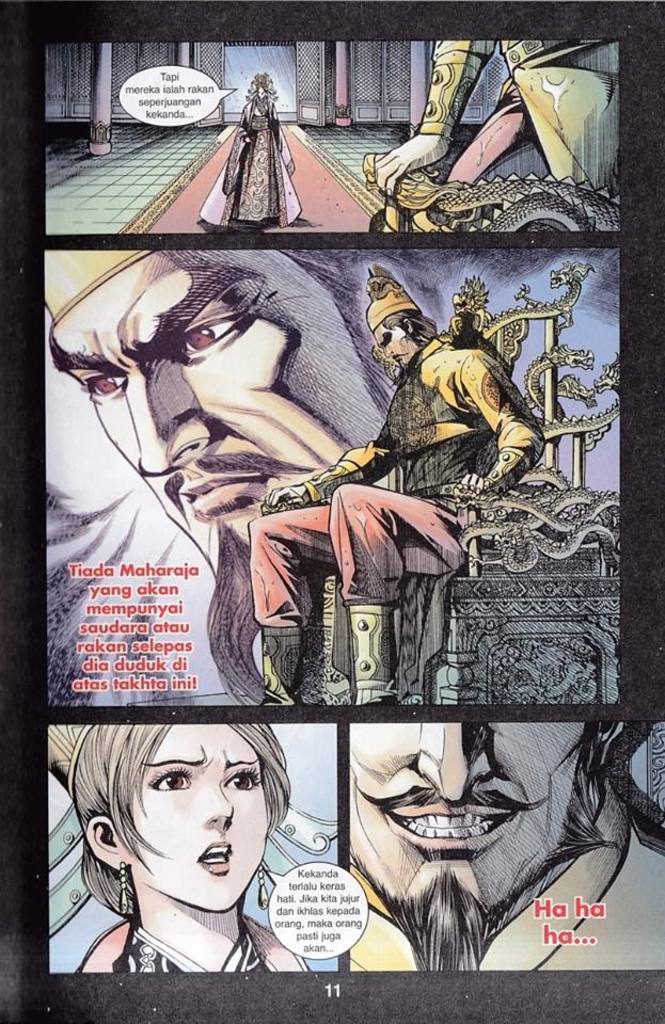 Tapi
mereka ialah rakan
seperjuangan
kekanda...
Tiada Maharaja
yang akan
mempunyai
saudara atau
rakan selepas
dia duduk di
atas takhta ini!
Kekanda
terlalu keras
hati. Jika kita jujur
dan ikhlas kepada
orang, maka orang
pasti juga
akan...
Ha ha
ha...
11